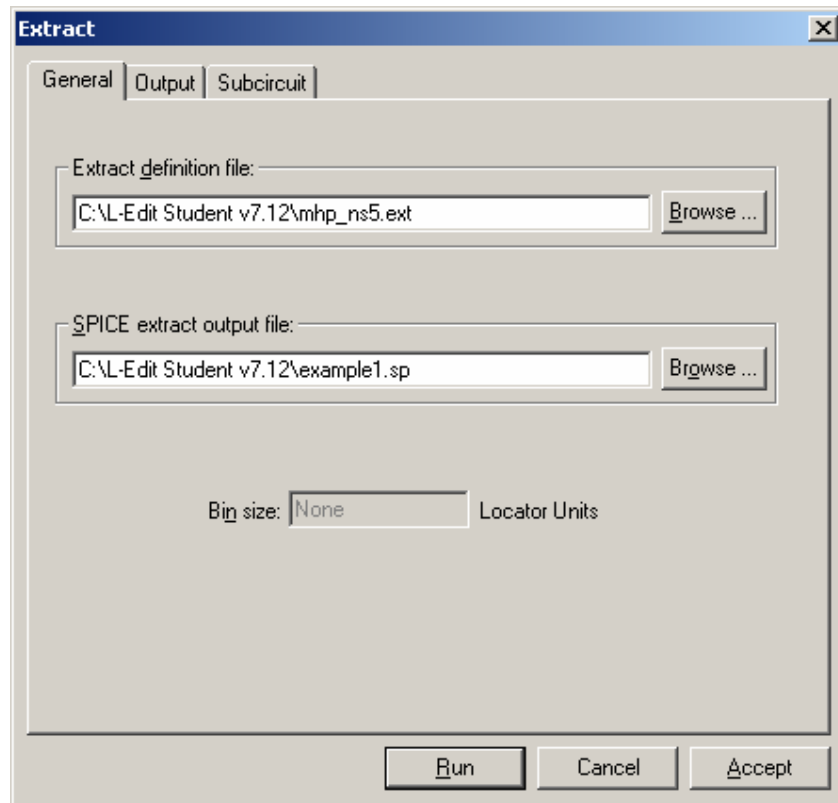 Extract
General Output Subcircuit
Extract definition file:
C:\L-Edit Student v7.12\mhp_ns5.ext Browse ...
SPICE extract output file:
C:\L-Edit Student v7.12\example1.sp Browse ...
Bin size: None Locator Units
Run Cancel Accept